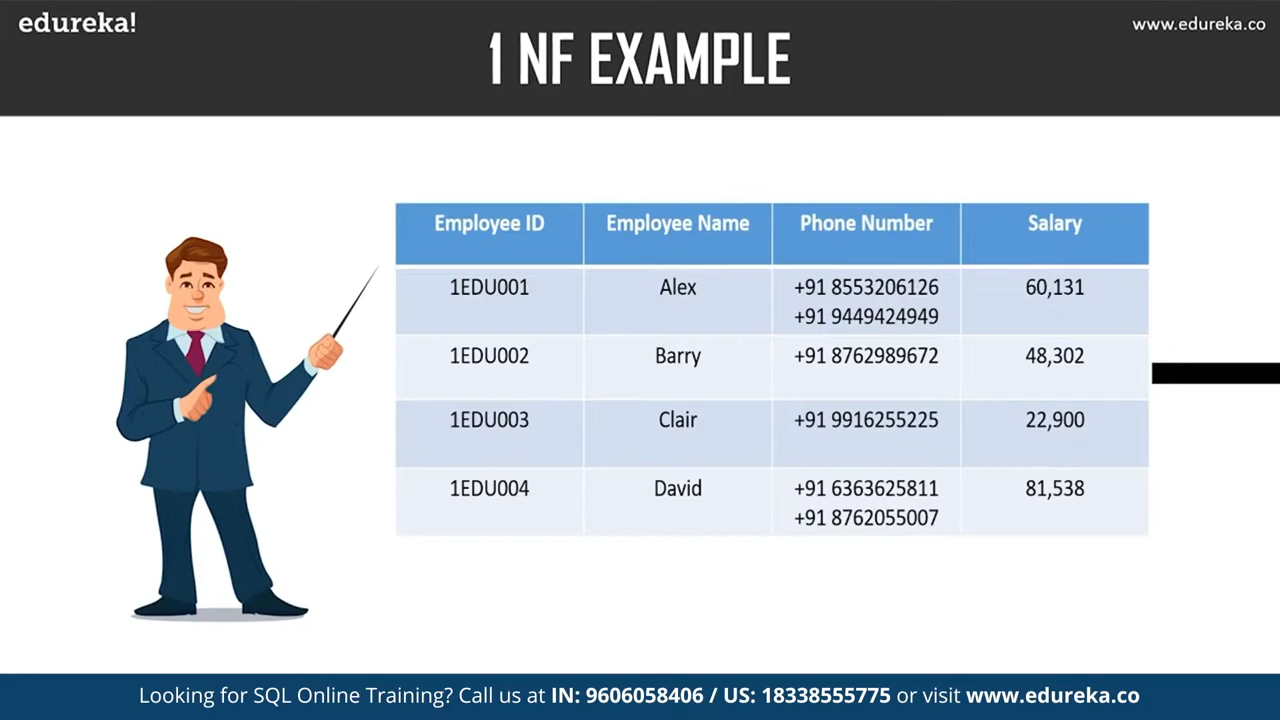 edureka!
www.edureka.co
1 NF EXAMPLE
Employee ID Employee Name Phone Number Salary
1EDU001 Alex +91 8553206126 60,131
+91 9449424949
1EDU002 Barry +91 8762989672 48,302
1EDU003 Clair +91 9916255225 22,900
1EDU004 David +91 6363625811 81,538
+91 8762055007
Looking for SQL Online Training? Call us at IN: 9606058406 / US: 18338555775 or visit www.edureka.co